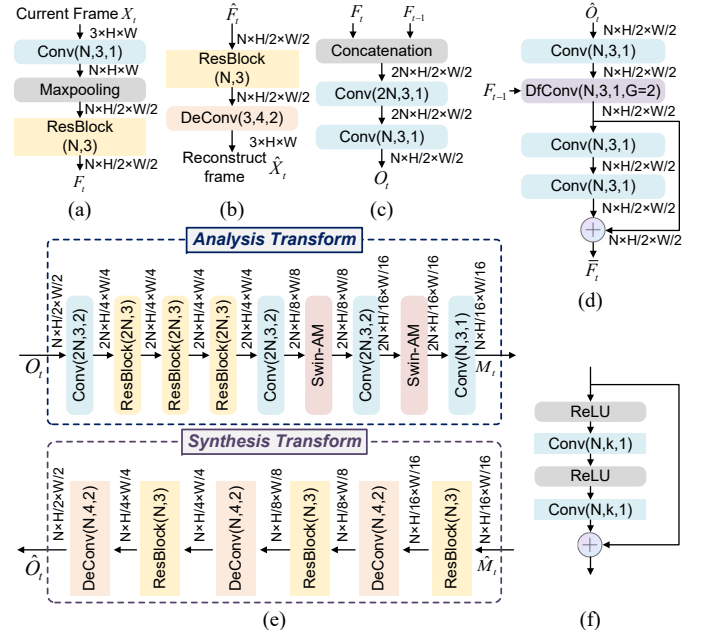 Current Frame X_t
3×H×W
Conv(N,3,1)
N×H×W
Maxpooling
N×H/2×W/2
ResBlock
(N,3)
N×H/2×W/2
F_t
(a)
F̂_t
N×H/2×W/2
ResBlock
(N,3)
N×H/2×W/2
DeConv(3,4,2)
3×H×W
Reconstruct
frame X̂_t
(b)
F_t F_{t-1}
Concatenation
2N×H/2×W/2
Conv(2N,3,1)
2N×H/2×W/2
Conv(N,3,1)
N×H/2×W/2
O_t
(c)
Ô_t
N×H/2×W/2
Conv(N,3,1)
N×H/2×W/2
F_{t-1}
DfConv(N,3,1,G=2)
N×H/2×W/2
Conv(N,3,1)
N×H/2×W/2
Conv(N,3,1)
N×H/2×W/2
+
N×H/2×W/2
F̄_t
(d)
Analysis Transform
O_t
N×H/2×W/2
Conv(2N,3,2)
2N×H/4×W/4
ResBlock(2N,3)
2N×H/4×W/4
ResBlock(2N,3)
2N×H/4×W/4
ResBlock(2N,3)
2N×H/4×W/4
Conv(2N,3,2)
2N×H/8×W/8
Swin-AM
2N×H/8×W/8
Conv(2N,3,2)
2N×H/16×W/16
Swin-AM
2N×H/16×W/16
Conv(N,3,1)
N×H/16×W/16
M_t
Synthesis Transform
Ô_t
N×H/2×W/2
DeConv(N,4,2)
N×H/4×W/4
ResBlock(N,3)
N×H/4×W/4
DeConv(N,4,2)
N×H/8×W/8
ResBlock(N,3)
N×H/8×W/8
DeConv(N,4,2)
N×H/16×W/16
ResBlock(N,3)
N×H/16×W/16
M̂_t
(e)
ReLU
Conv(N,k,1)
ReLU
Conv(N,k,1)
+
(f)